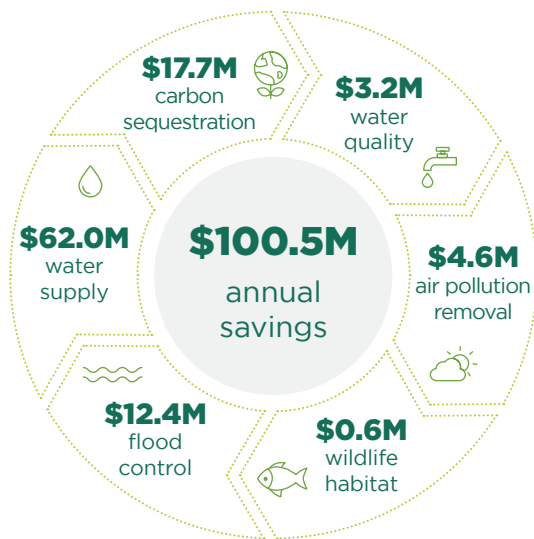 $17.7M
carbon
sequestration
$3.2M
water
quality
$62.0M
water
supply
$100.5M
annual
savings
$4.6M
air pollution
removal
$12.4M
flood
control
$0.6M
wildlife
habitat